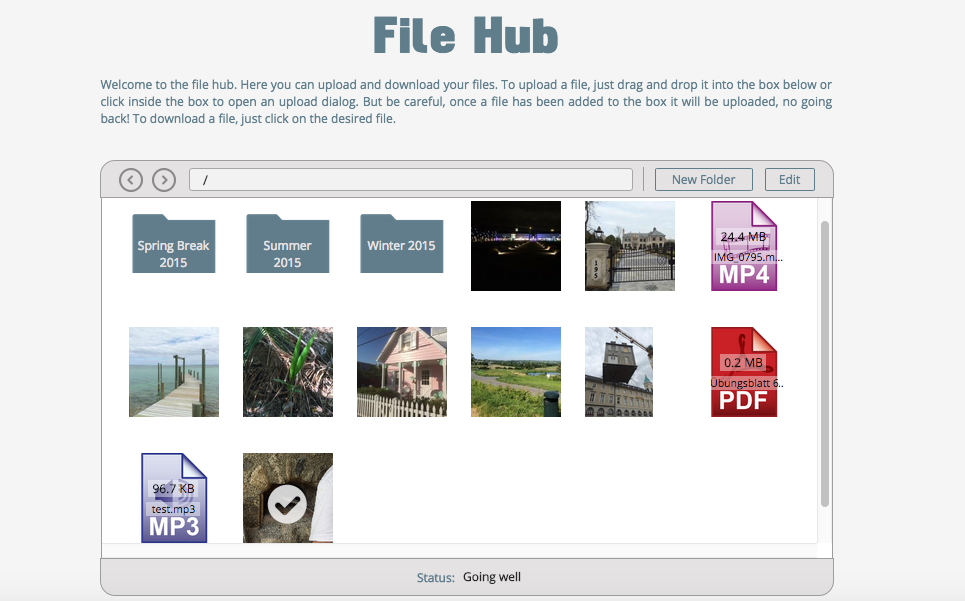 File Hub
Welcome to the file hub. Here you can upload and download your files. To upload a file, just drag and drop it into the box below or
click inside the box to open an upload dialog. But be careful, once a file has been added to the box it will be uploaded, no going
back! To download a file, just click on the desired file.
/
New Folder
Edit
Spring Break
2015
Summer
2015
Winter 2015
195
24.4 MB
IMG_0795.m...
MP4
0.2 MB
Übungsblatt 6..
PDF
96.7 KB
test.mp3
MP3
Status: Going well